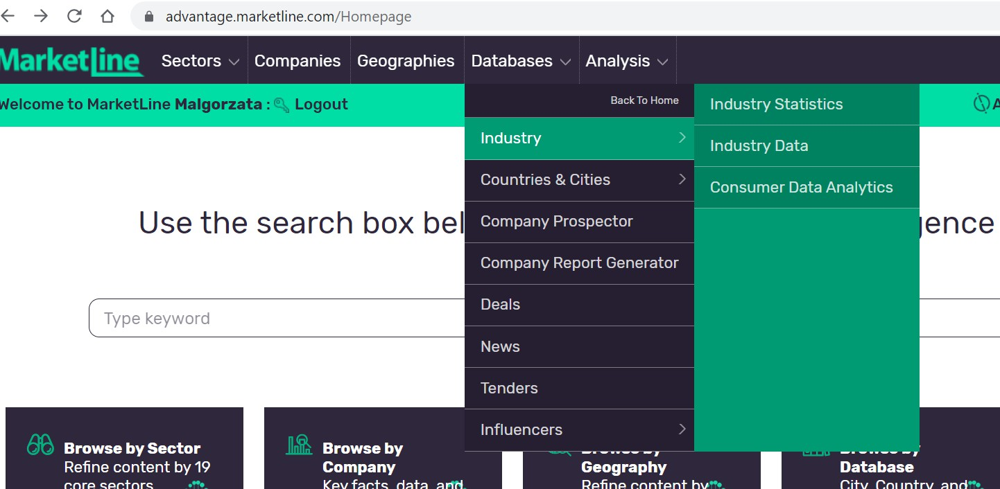 advantage.marketline.com/Homepage
MarketLine
Sectors
Companies
Geographies
Databases
Analysis
Welcome to MarketLine Malgorzata : Logout
A
Back To Home
Industry
Countries & Cities
Company Prospector
Company Report Generator
Deals
News
Tenders
Influencers
Industry Statistics
Industry Data
Consumer Data Analytics
Use the search box bel
gence
Type keyword
Browse by Sector
Refine content by 19
core sectors
Browse by
Company
Key facts, data, and
Browse by
Geography
Refine content by
Browse by
Database
City, Country, and